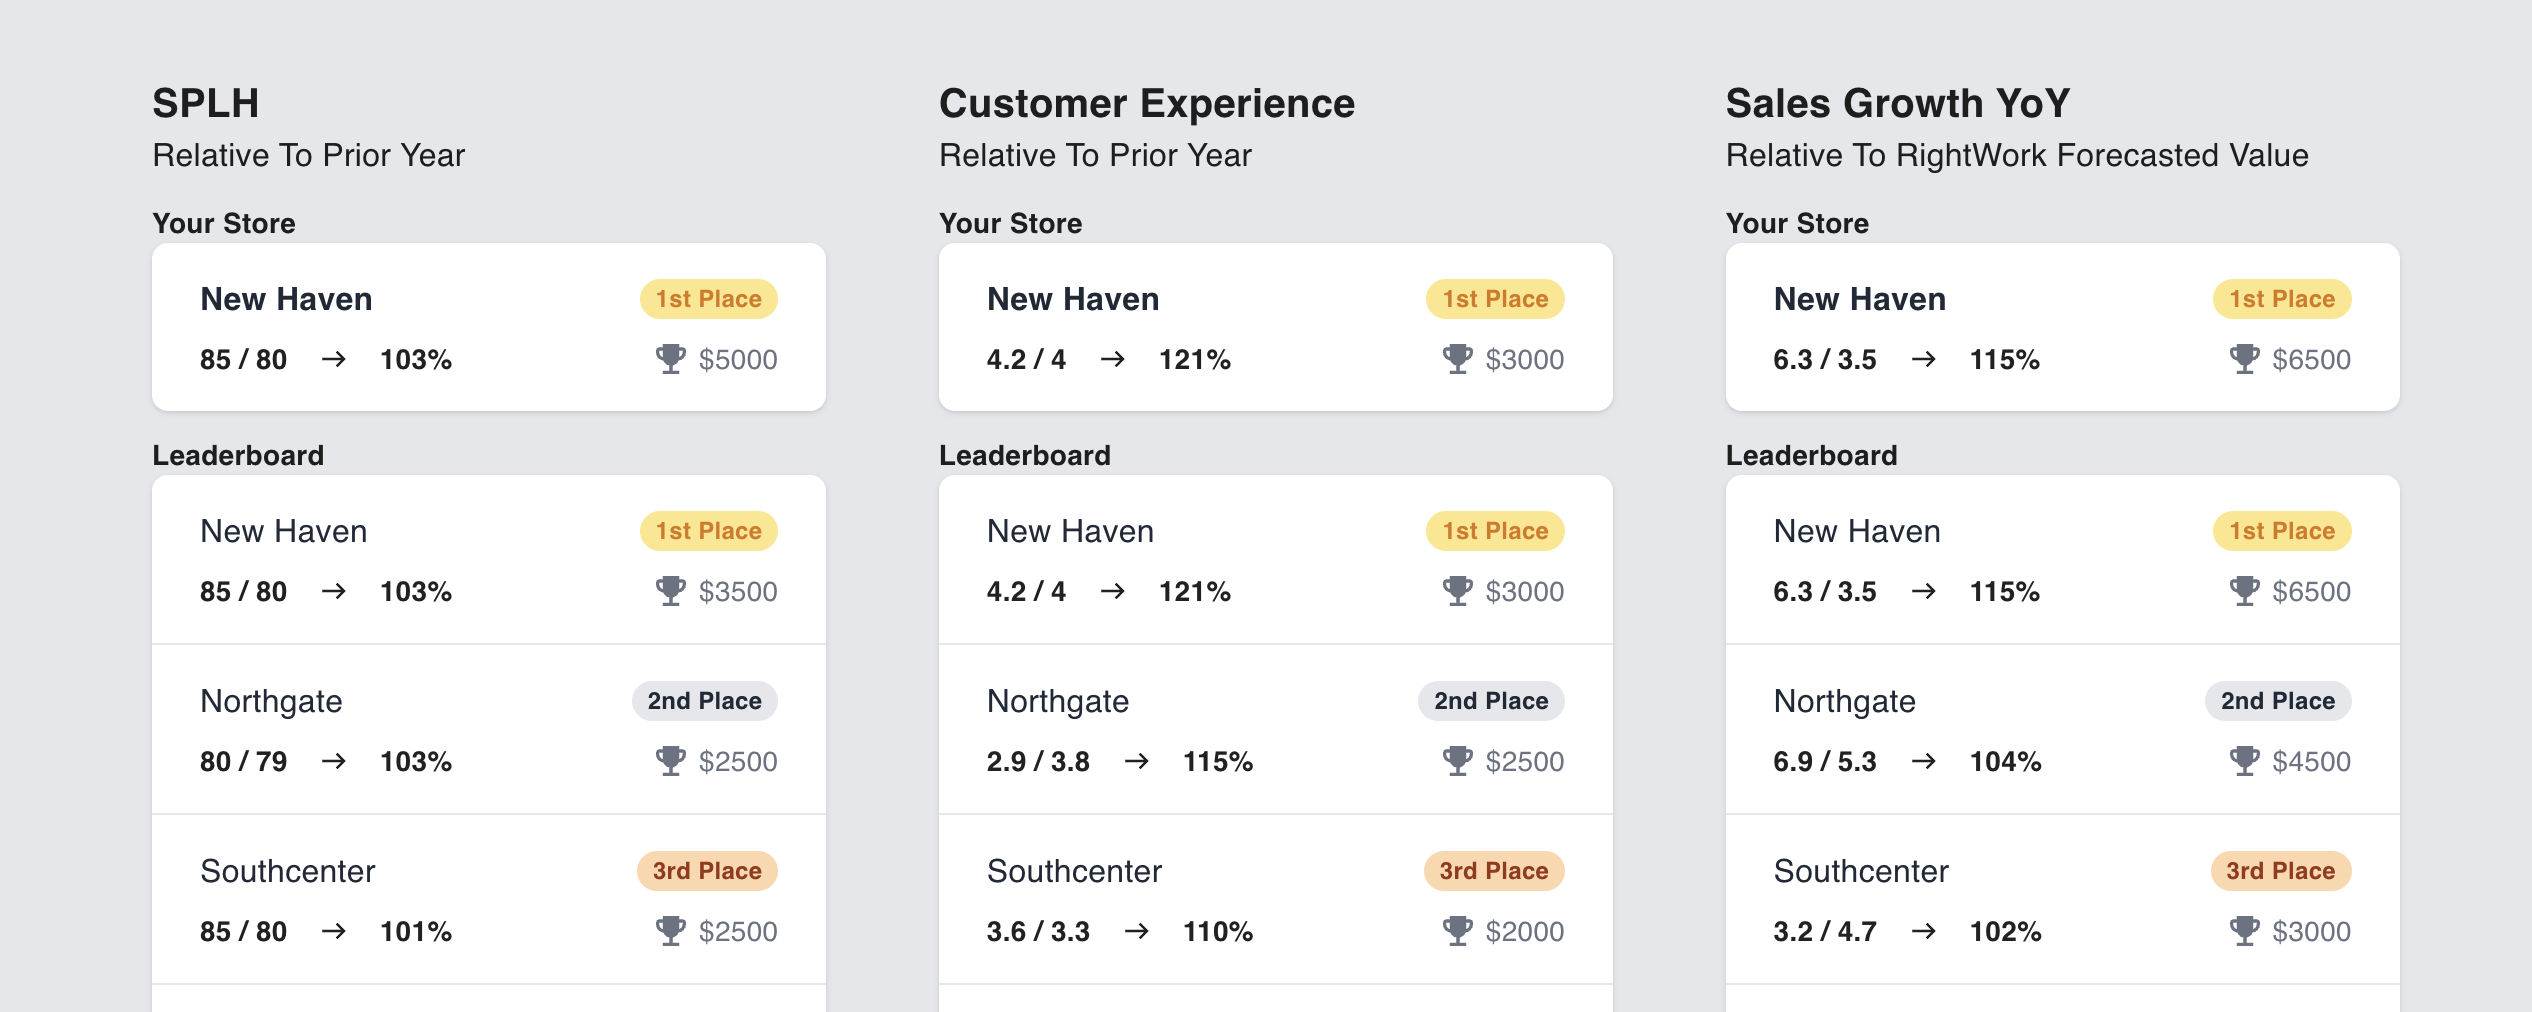 SPLH
Relative To Prior Year
Your Store
New Haven
1st Place
85 / 80 → 103%
$5000
Leaderboard
New Haven
1st Place
85 / 80 → 103%
$3500
Northgate
2nd Place
80 / 79 → 103%
$2500
Southcenter
3rd Place
85 / 80 → 101%
$2500
Customer Experience
Relative To Prior Year
Your Store
New Haven
1st Place
4.2 / 4 → 121%
$3000
Leaderboard
New Haven
1st Place
4.2 / 4 → 121%
$3000
Northgate
2nd Place
2.9 / 3.8 → 115%
$2500
Southcenter
3rd Place
3.6 / 3.3 → 110%
$2000
Sales Growth YoY
Relative To RightWork Forecasted Value
Your Store
New Haven
1st Place
6.3 / 3.5 → 115%
$6500
Leaderboard
New Haven
1st Place
6.3 / 3.5 → 115%
$6500
Northgate
2nd Place
6.9 / 5.3 → 104%
$4500
Southcenter
3rd Place
3.2 / 4.7 → 102%
$3000